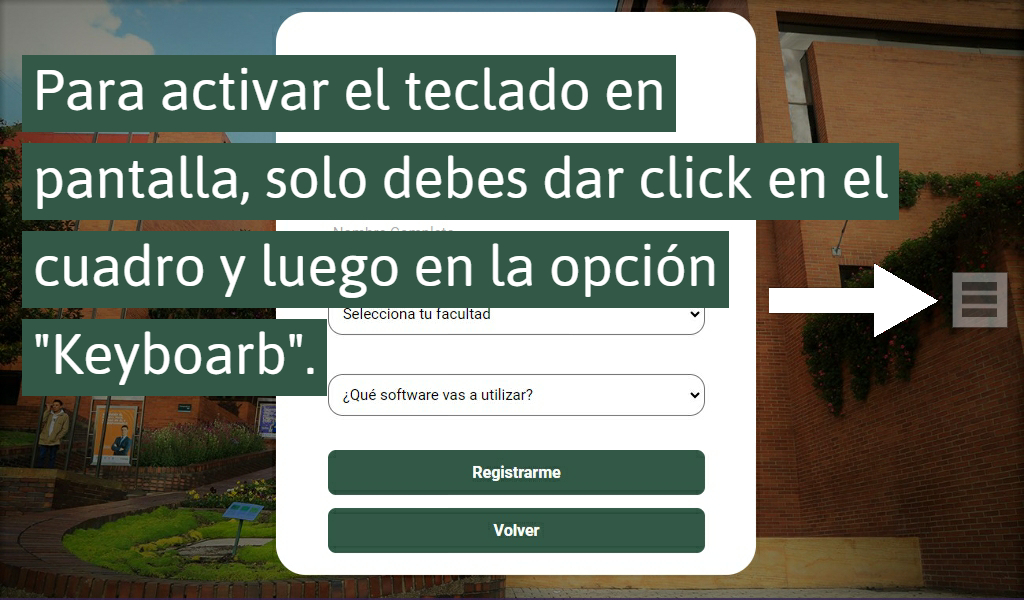 Para activar el teclado en
pantalla, solo debes dar click en el
cuadro y luego en la opción
"Keyboarb".
Nombre Completo
Selecciona tu facultad
¿Qué software vas a utilizar?
Registrarme
Volver